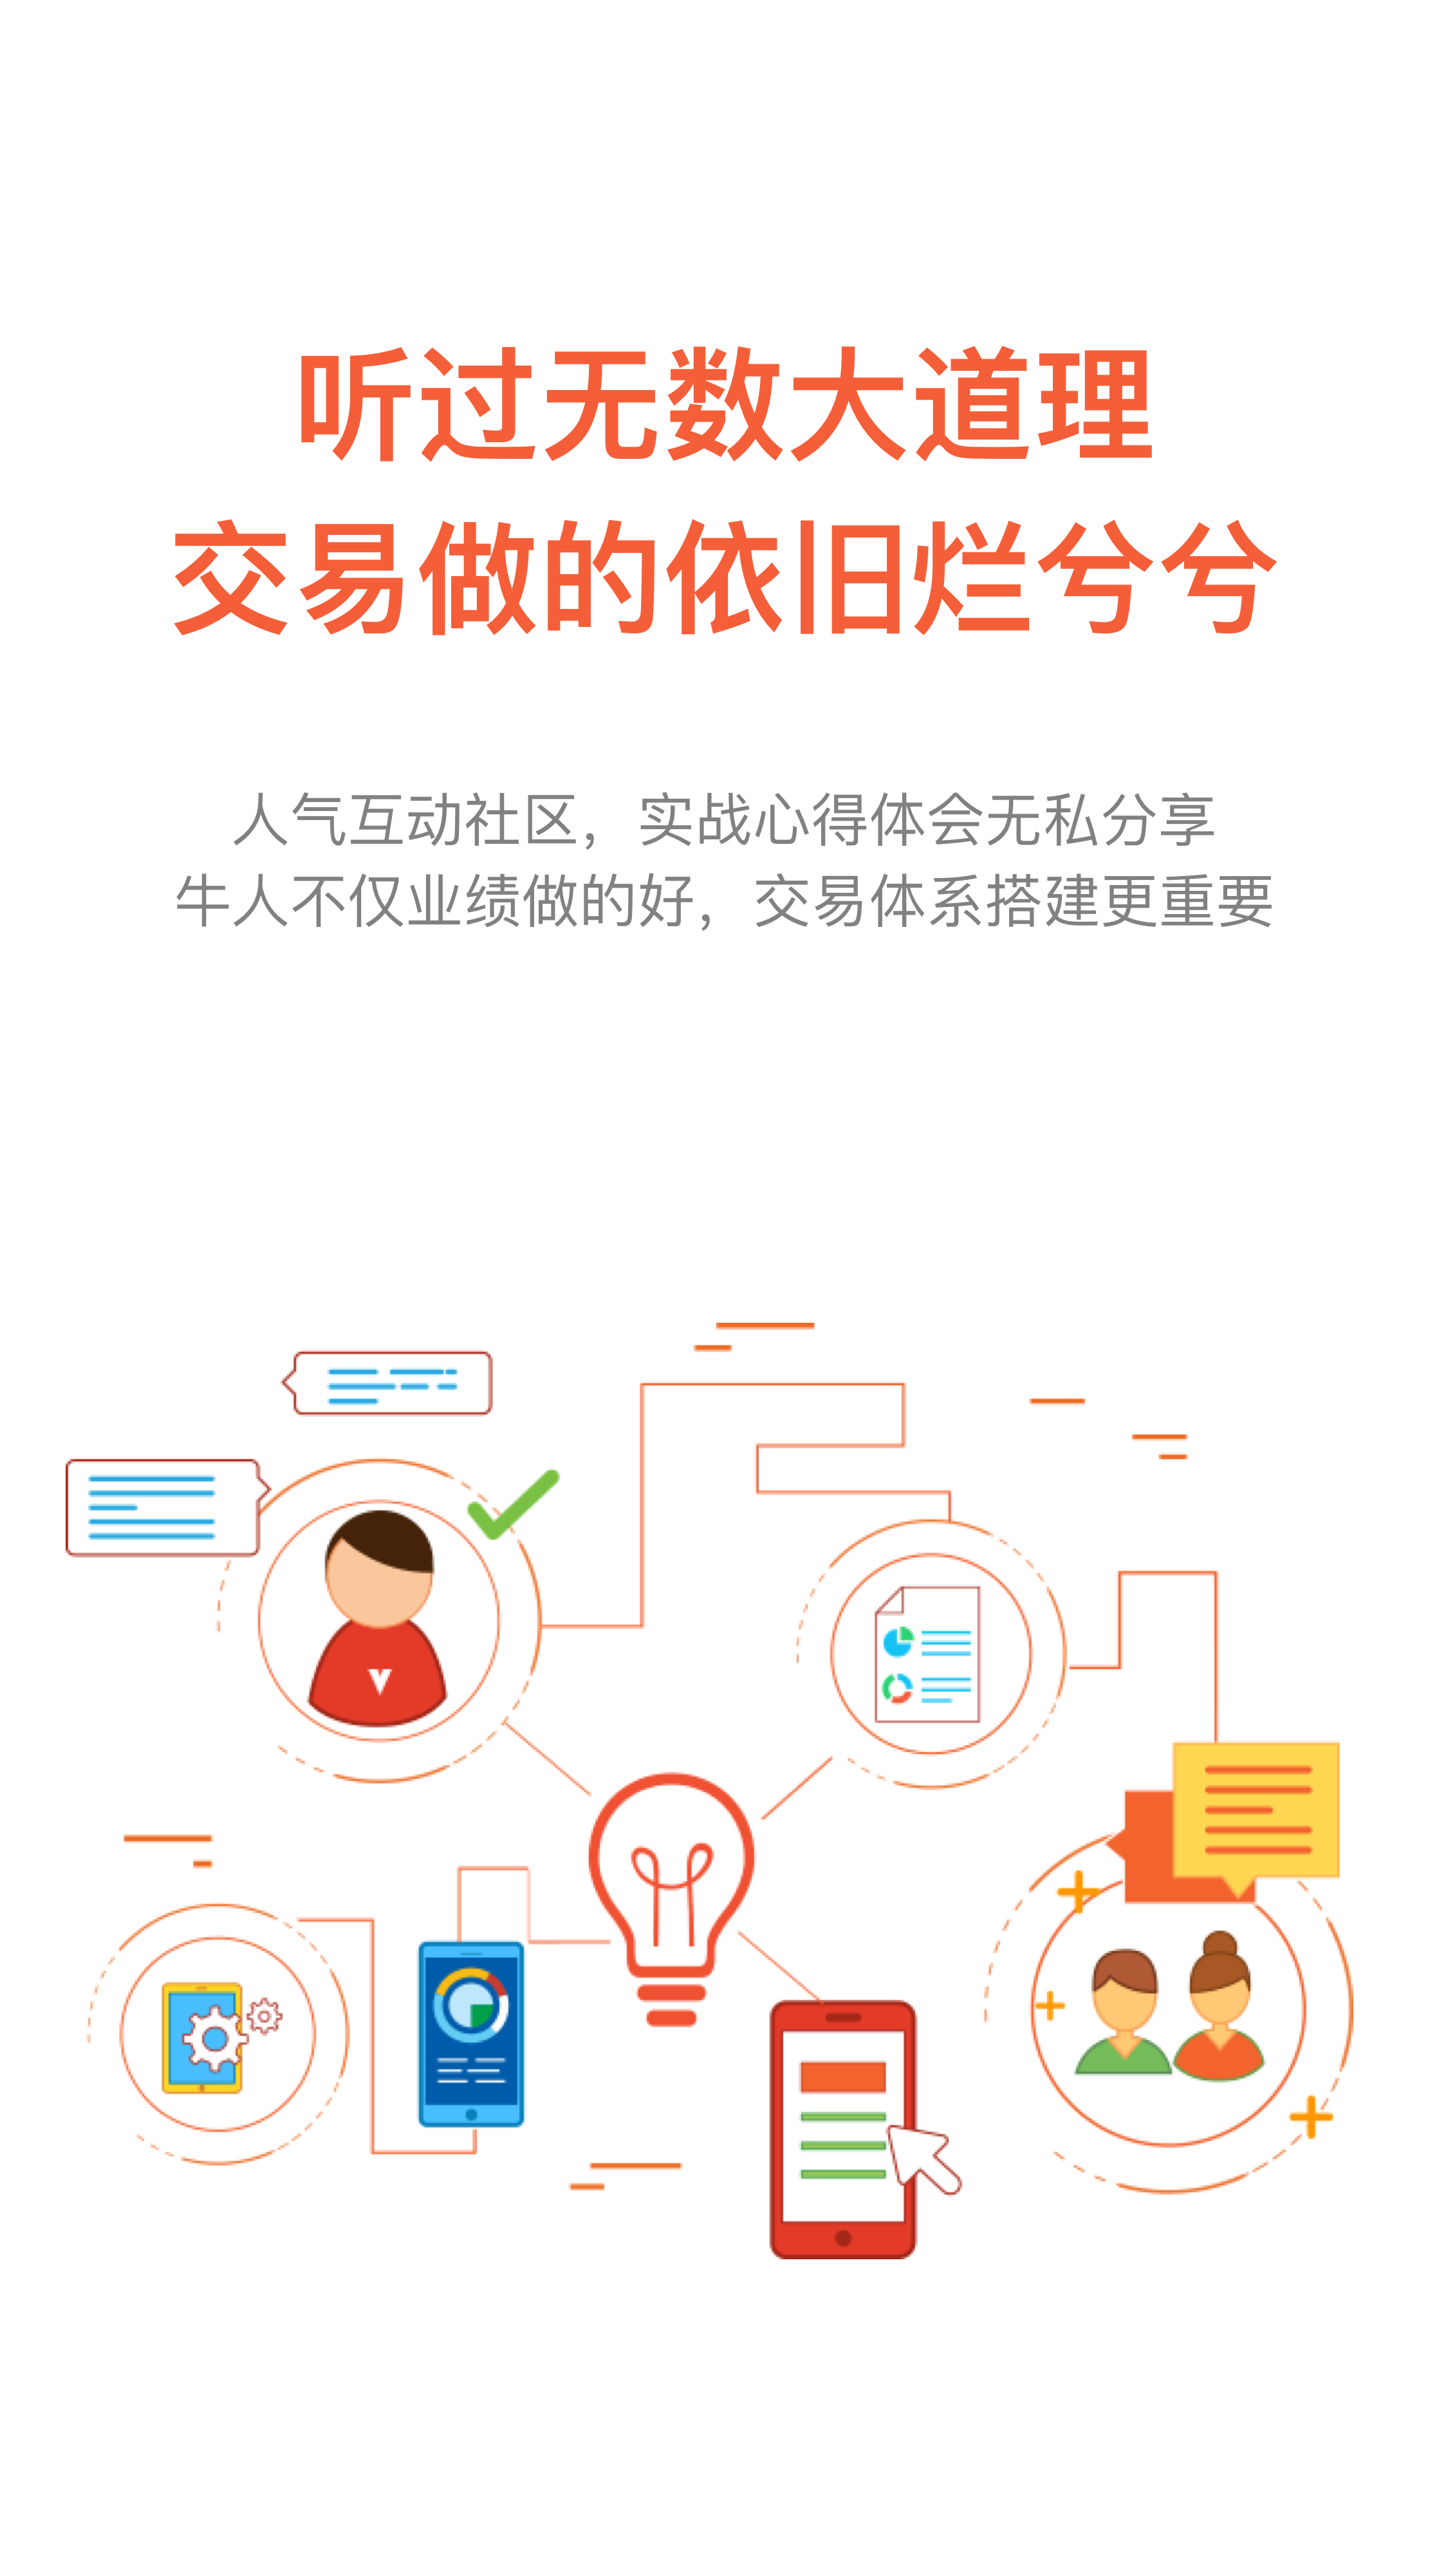 听过无数大道理
交易做的依旧烂兮兮
人气互动社区，实战心得体会无私分享
牛人不仅业绩做的好，交易体系搭建更重要